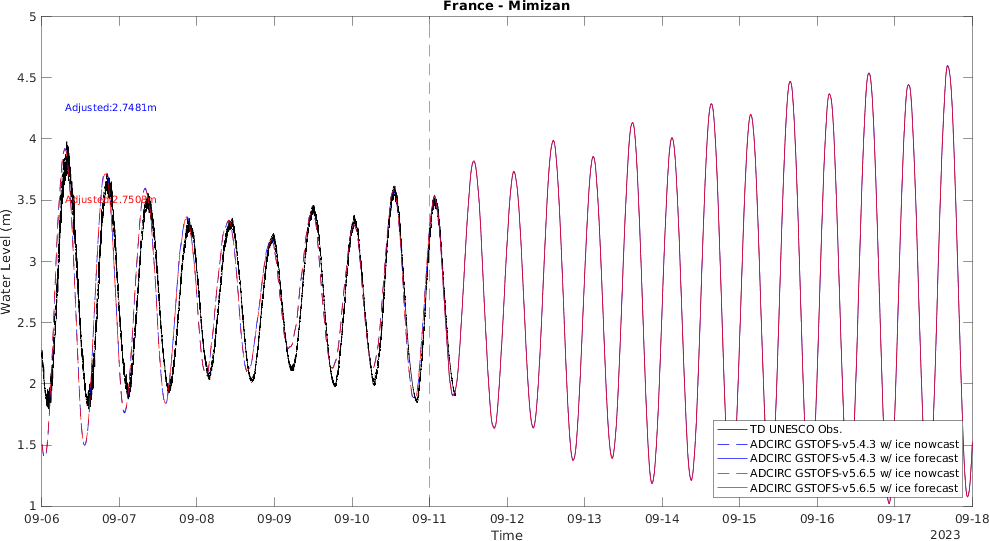 France - Mimizan
Water Level (m)
5
4.5
4
3.5
3
2.5
2
1.5
1
Adjusted:2.7481m
TD UNESCO Obs.
ADCIRC GSTOFS-v5.4.3 w/ ice nowcast
ADCIRC GSTOFS-v5.4.3 w/ ice forecast
ADCIRC GSTOFS-v5.6.5 w/ ice nowcast
ADCIRC GSTOFS-v5.6.5 w/ ice forecast
09-06
09-07
09-08
09-09
09-10
09-11
09-12
09-13
09-14
09-15
09-16
09-17
09-18
Time
2023